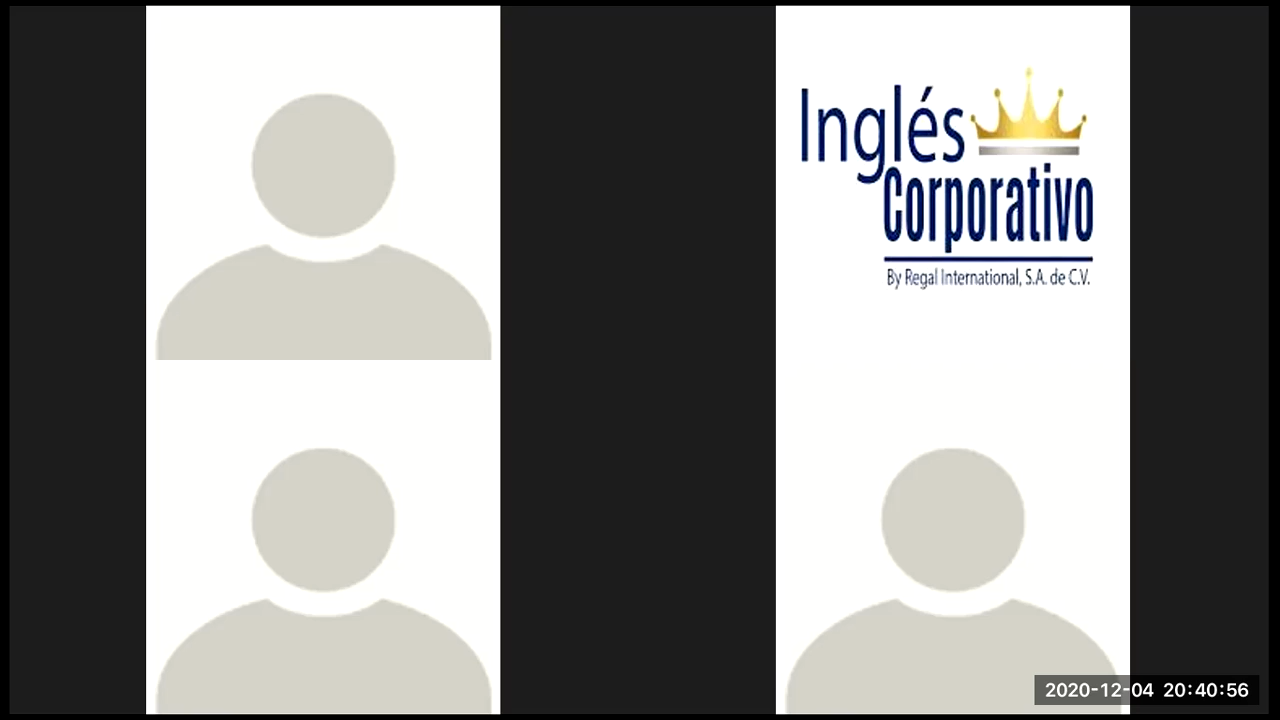 Inglés
Corporativo
By Regal International, S.A. de C.V.
2020-12-04 20:40:56